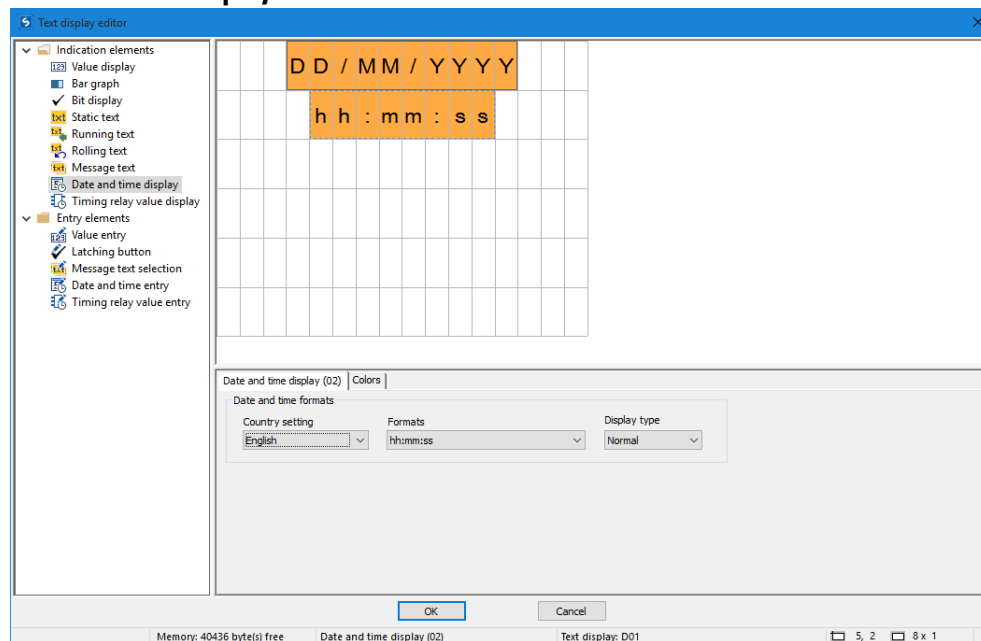 Text display editor
Indication elements
Value display
Bar graph
Bit display
Static text
Running text
Rolling text
Message text
Date and time display
Timing relay value display
Entry elements
Value entry
Latching button
Message text selection
Date and time entry
Timing relay value entry
DD/MM/YYYY
hh:mm:ss
Date and time display (02) Colors
Date and time formats
Country setting Formats Display type
English hh:mm:ss Normal
OK Cancel
Memory: 40436 byte(s) free Date and time display (02) Text display: D01 5, 2 8 x 1